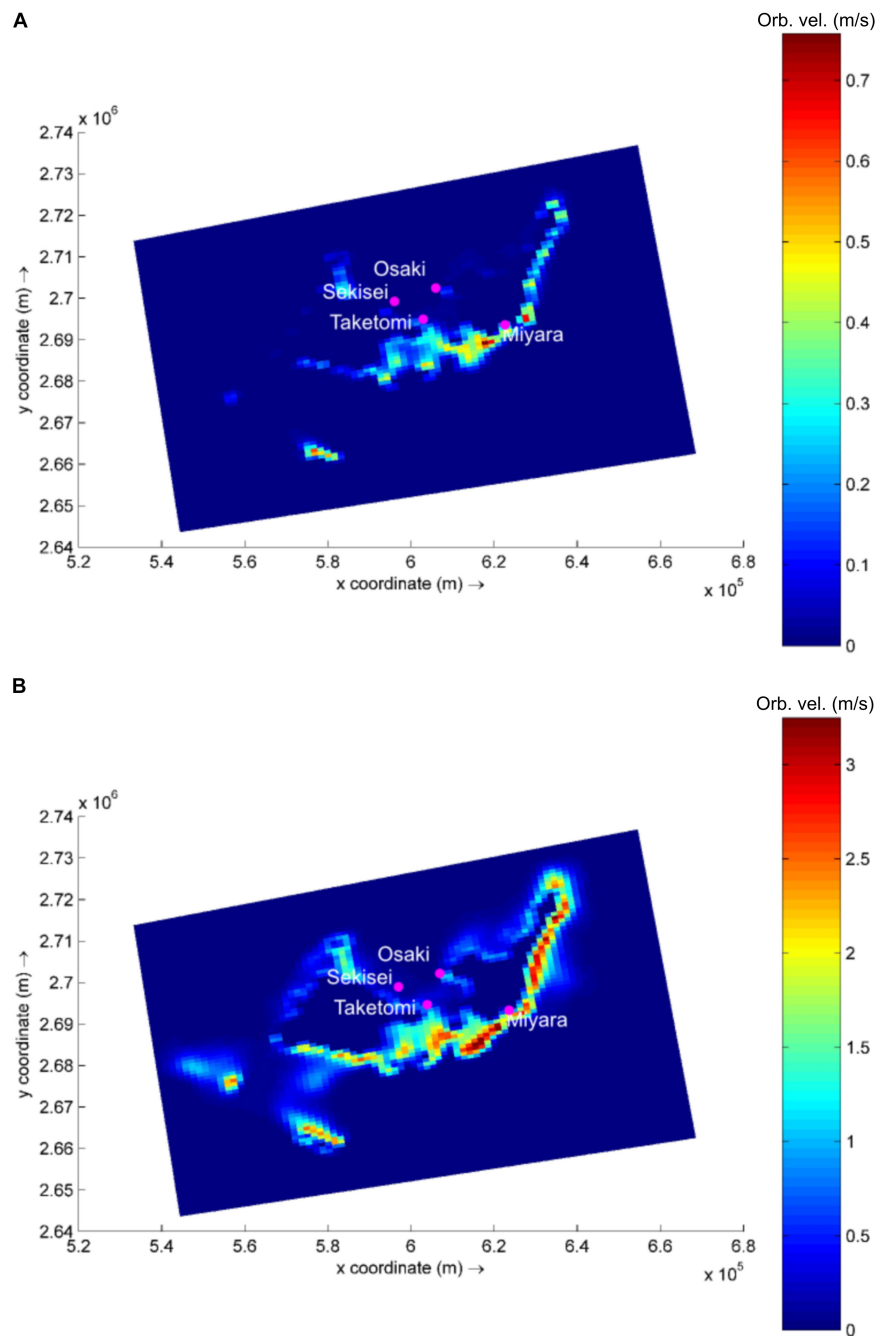 A
Orb. vel. (m/s)
x 10^6
2.74
2.73
2.72
2.71
2.7
2.69
2.68
2.67
2.66
2.65
2.64
y coordinate (m) →
Osaki
Sekisei
Taketomi
Miyara
5.2 5.4 5.6 5.8 6 6.2 6.4 6.6 6.8
x coordinate (m) →
x 10^5
0.7
0.6
0.5
0.4
0.3
0.2
0.1
0
B
Orb. vel. (m/s)
x 10^6
2.74
2.73
2.72
2.71
2.7
2.69
2.68
2.67
2.66
2.65
2.64
y coordinate (m) →
Osaki
Sekisei
Taketomi
Miyara
5.2 5.4 5.6 5.8 6 6.2 6.4 6.6 6.8
x coordinate (m) →
x 10^5
3
2.5
2
1.5
1
0.5
0